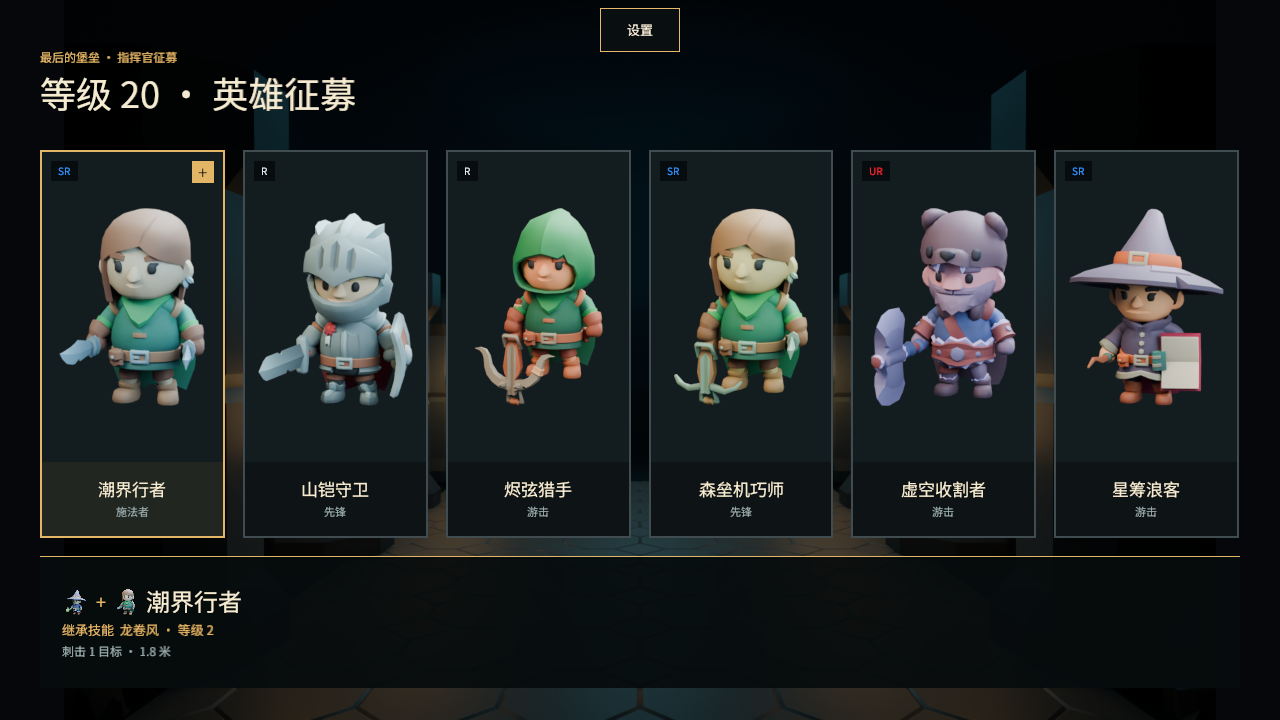 设置
最后的堡垒 · 指挥官征募
等级 20 · 英雄征募
SR
+
R
R
SR
UR
SR
潮界行者
施法者
山铠守卫
先锋
烬弦猎手
游击
森垒机巧师
先锋
虚空收割者
游击
星筹浪客
游击
+ 潮界行者
继承技能 龙卷风 · 等级 2
刺击 1 目标 · 1.8 米